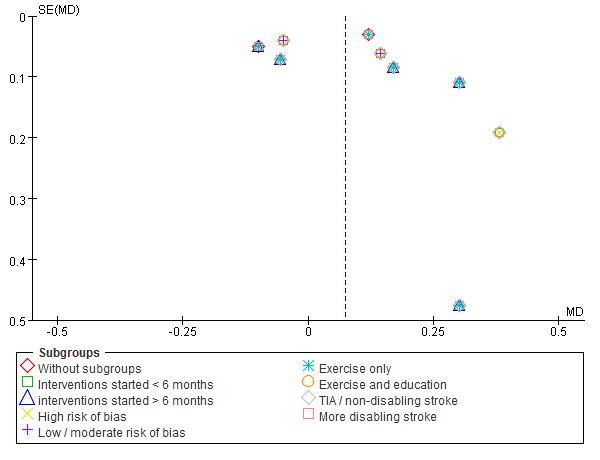 SE(MD)
0
0.1
0.2
0.3
0.4
0.5
MD
-0.5
-0.25
0
0.25
0.5
Subgroups
Without subgroups
Interventions started < 6 months
interventions started > 6 months
High risk of bias
Low / moderate risk of bias
Exercise only
Exercise and education
TIA / non-disabling stroke
More disabling stroke